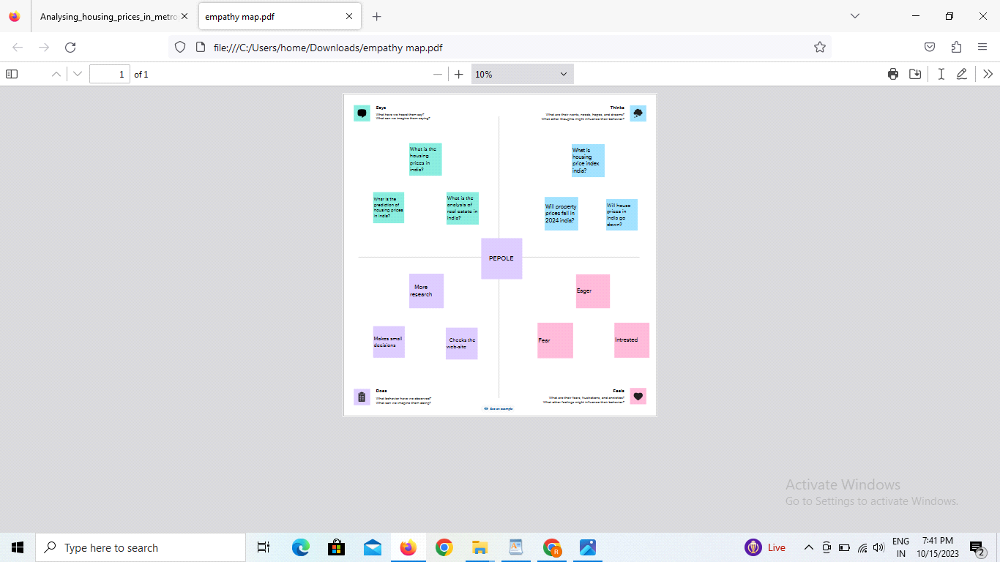 Analysing_housing_prices_in_metro
empathy map.pdf
file:///C:/Users/home/Downloads/empathy map.pdf
1
of 1
10%
Says
What have we heard them say?
What can we imagine them saying?
Thinks
What are their wants, needs, hopes, and dreams?
What other thoughts might influence their behavior?
What is the
housing
prices in
india?
What is the
prediction of
housing prices
in india?
What is the
analysis of
real estate in
india?
What is
housing
price index
india?
Will property
prices fall in
2024 india?
Will house
prices in
india go
down?
PEPOLE
More
research
Makes small
decisions
Checks the
web-site
Eager
Fear
Intrested
Does
What behavior have we observed?
What can we imagine them doing?
Feels
What are their fears, frustrations, and anxieties?
What other feelings might influence their behavior?
See an example
Activate Windows
Go to Settings to activate Windows.
Type here to search
R
Live
ENG
IN
7:41 PM
10/15/2023
2